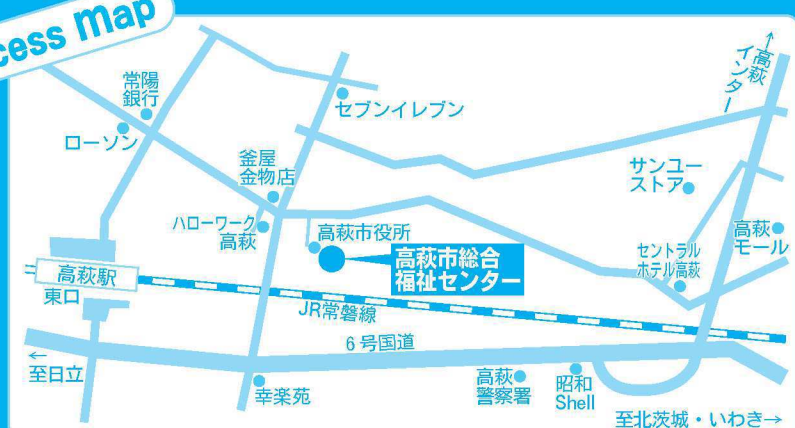 cess Map
常陽
銀行
ローソン
セブンイレブン
↑高萩
インター
釜屋
金物店
サンユー
ストア
ハローワーク
高萩
高萩市役所
高萩市総合
福祉センター
セントラル
ホテル高萩
高萩
モール
高萩駅
東口
JR常磐線
6号国道
←
至日立
幸楽苑
高萩
警察署
昭和
Shell
至北茨城・いわき→